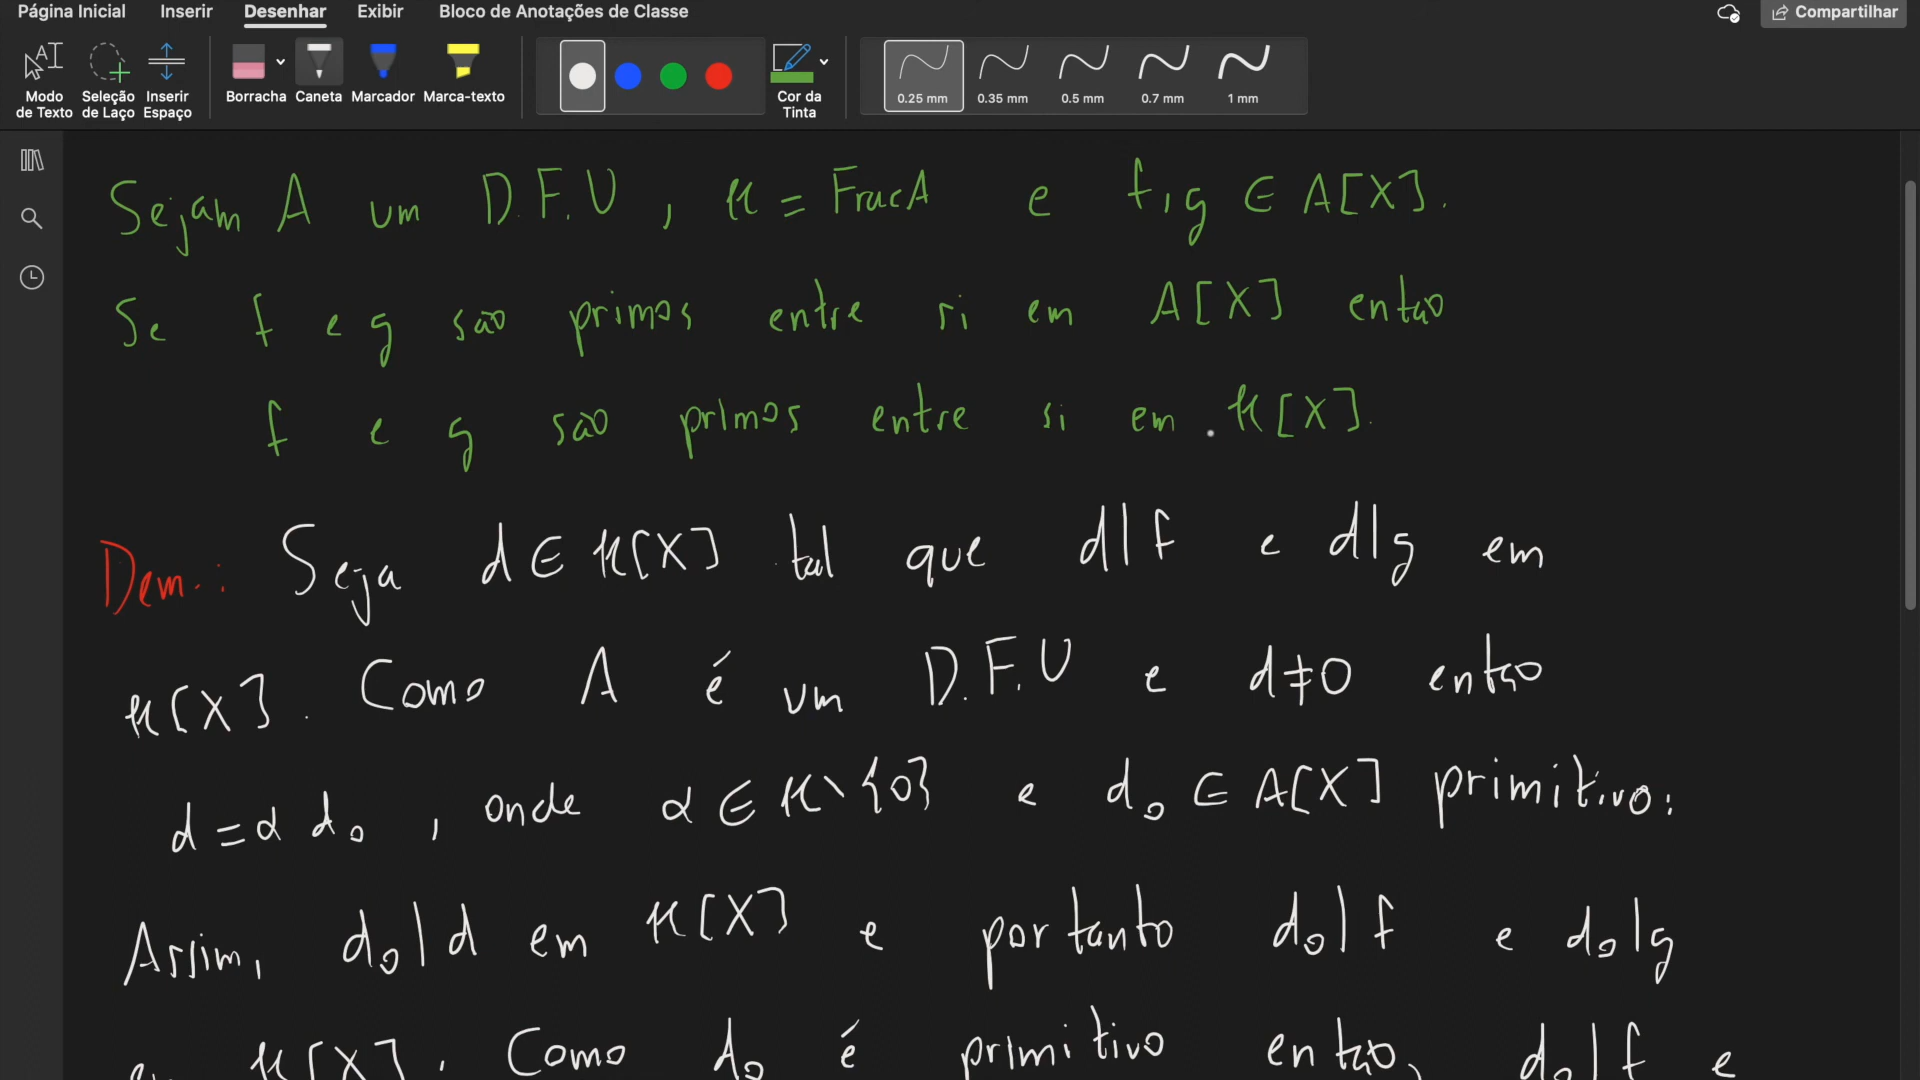 Página Inicial Inserir Desenhar Exibir Bloco de Anotações de Classe Compartilhar
Modo de Texto Seleção de Laço Inserir Espaço Borracha Caneta Marcador Marca-texto Cor da Tinta 0.25 mm 0.35 mm 0.5 mm 0.7 mm 1 mm
Sejam A um D.F.U, K = FracA e f,g ∈ A[X].
Se f e g são primos entre si em A[X] então
f e g são primos entre si em K[X].
Dem.: Seja d ∈ K[X] tal que d|f e d|g em
K[X]. Como A é um D.F.U e d≠0 então
d = α d₀, onde α ∈ K∖{0} e d₀ ∈ A[X] primitivo.
Assim, d₀|d em K[X] e portanto d₀|f e d₀|g
em K[X]. Como d₀ é primitivo então, d₀|f e